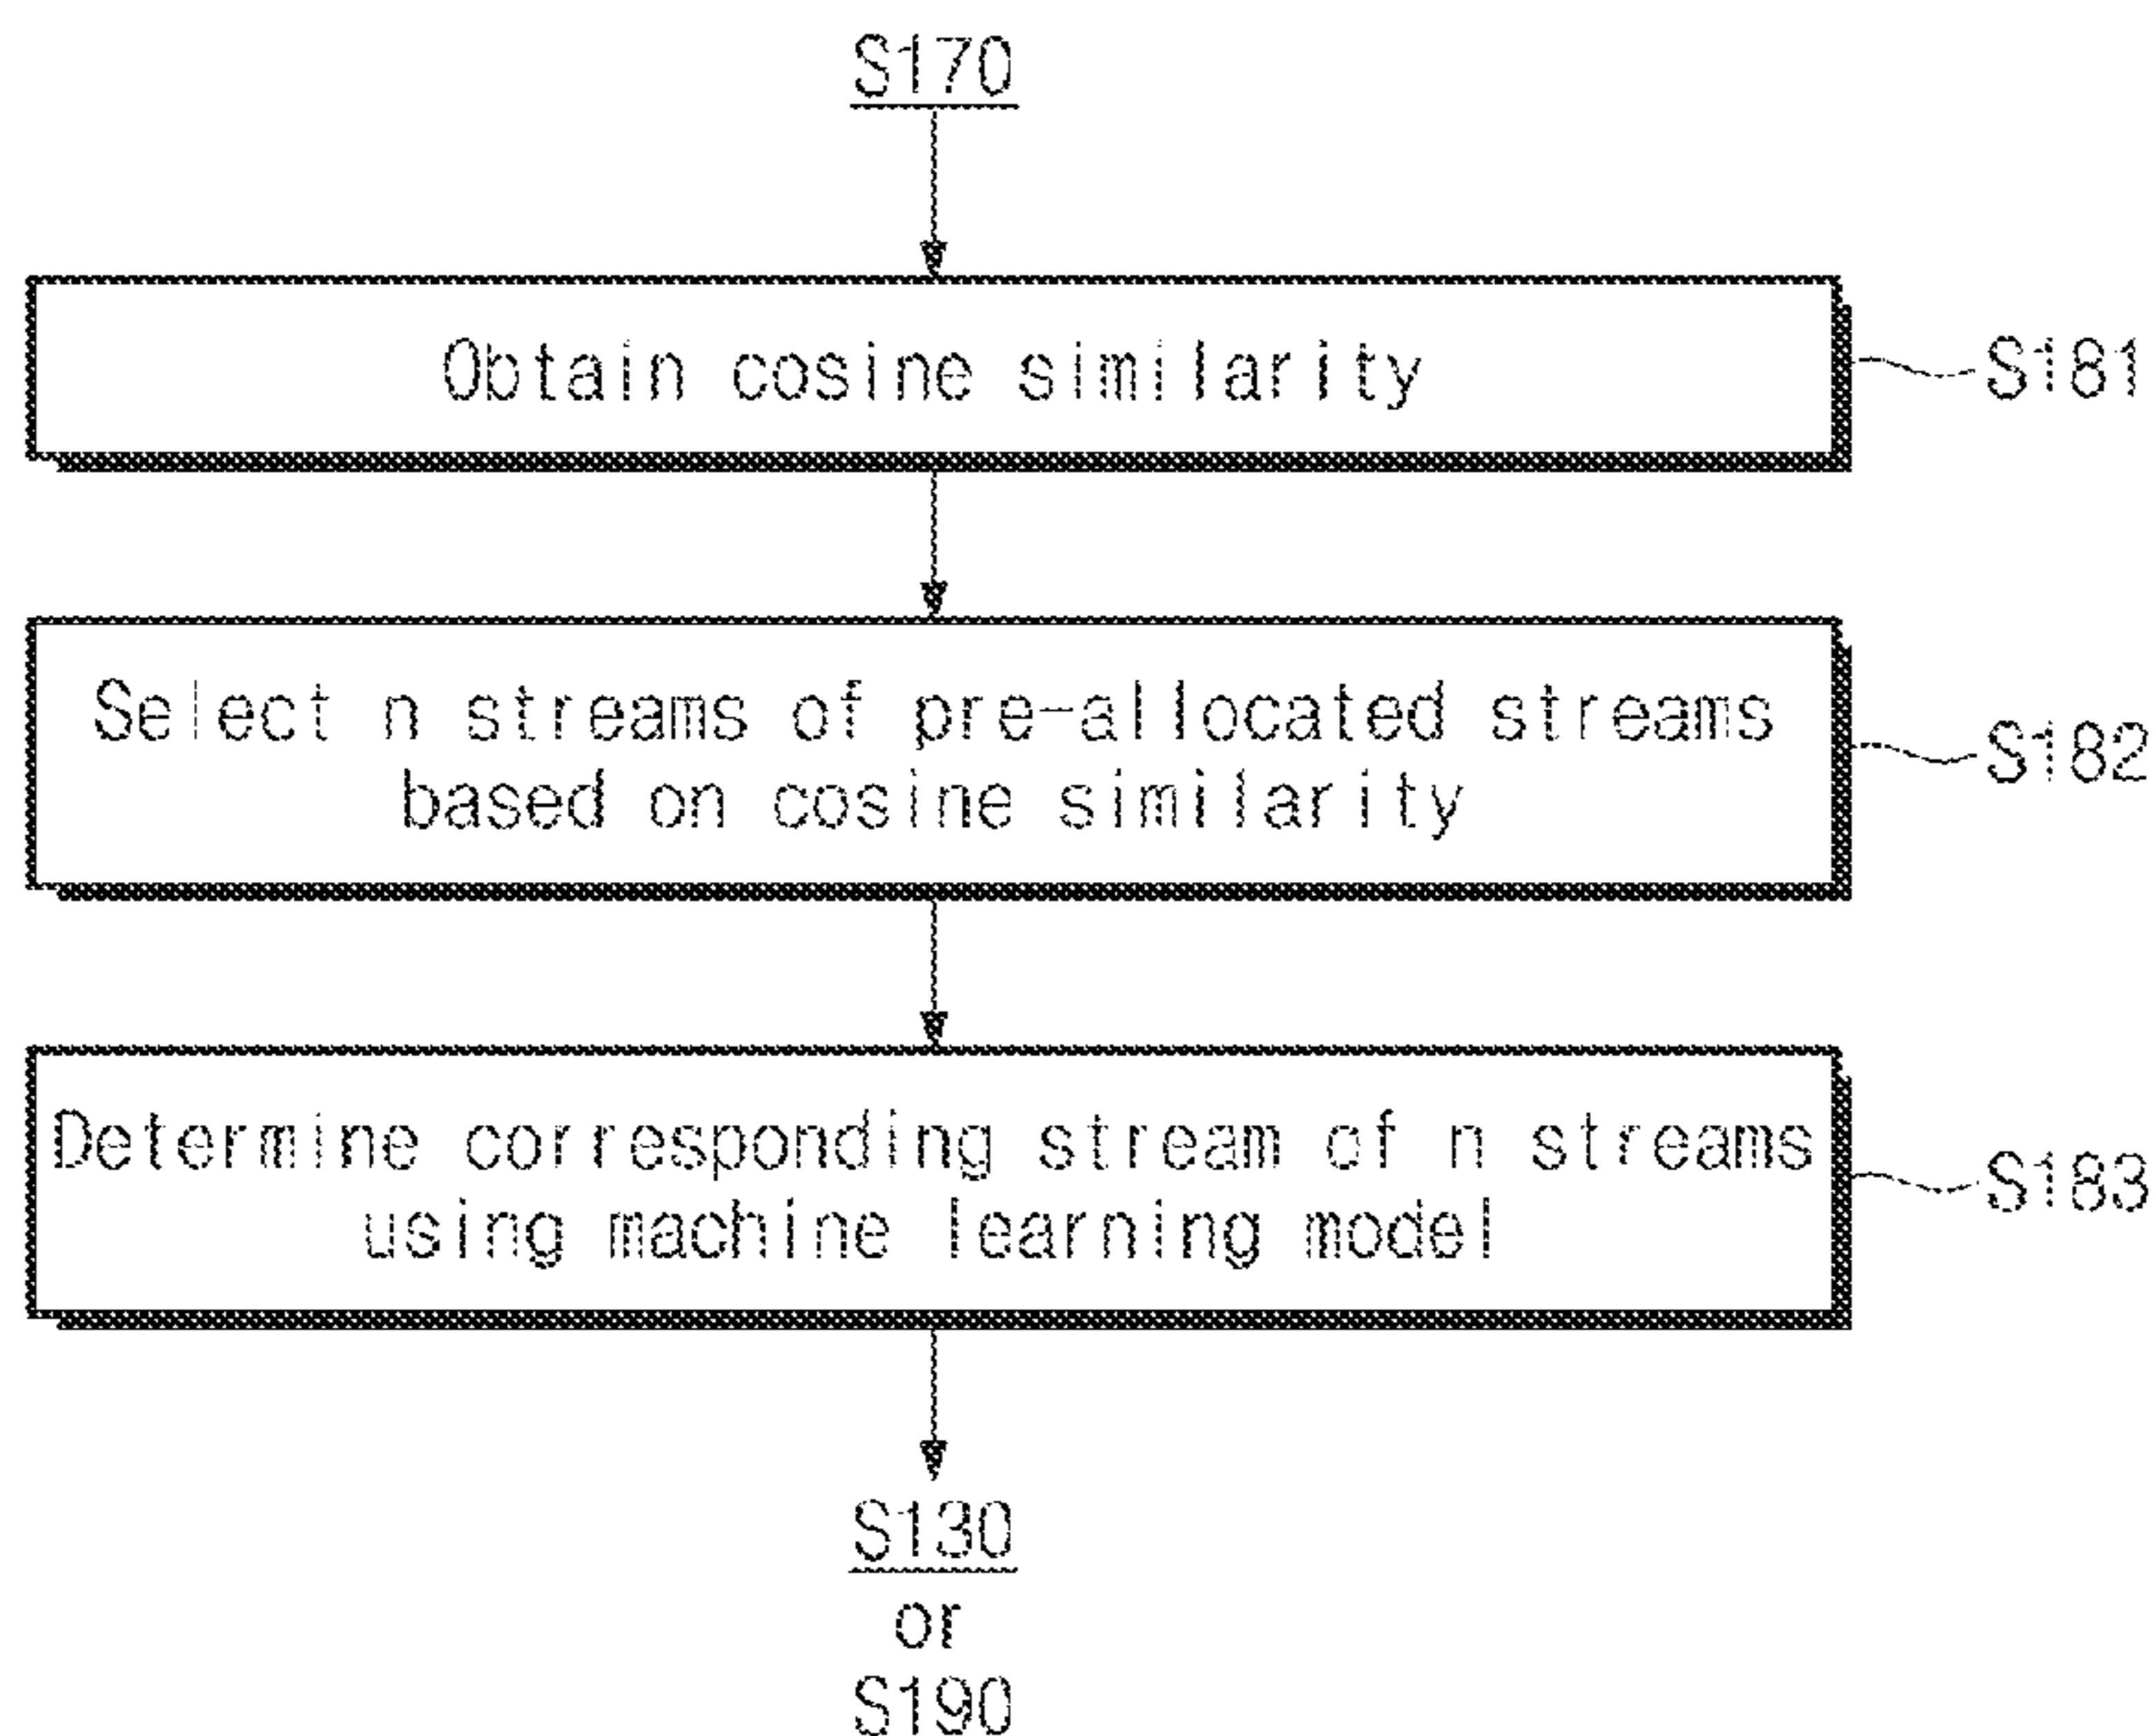 S170
Obtain cosine similarity
S181
Select n streams of pre-allocated streams
based on cosine similarity
S182
Determine corresponding stream of n streams
using machine learning model
S183
S130
or
S190